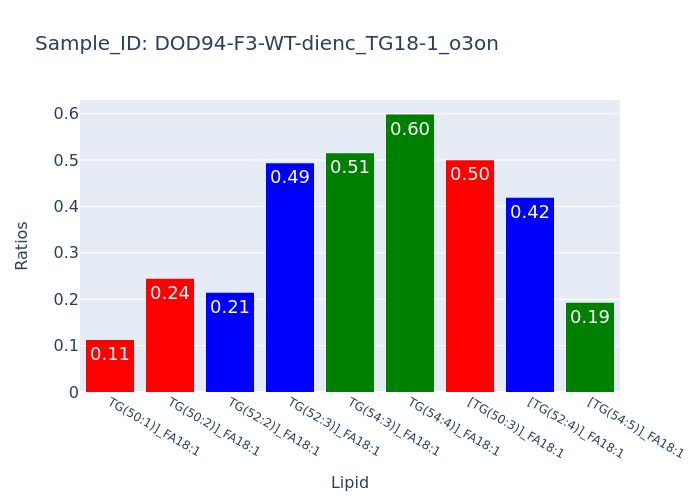 Sample_ID: DOD94-F3-WT-dienc_TG18-1_o3on
Ratios
0.6
0.5
0.4
0.3
0.2
0.1
0
0.11
0.24
0.21
0.49
0.51
0.60
0.50
0.42
0.19
TG(50:1)]_FA18:1
TG(50:2)]_FA18:1
TG(52:2)]_FA18:1
TG(52:3)]_FA18:1
TG(54:3)]_FA18:1
TG(54:4)]_FA18:1
[TG(50:3)]_FA18:1
[TG(52:4)]_FA18:1
[TG(54:5)]_FA18:1
Lipid